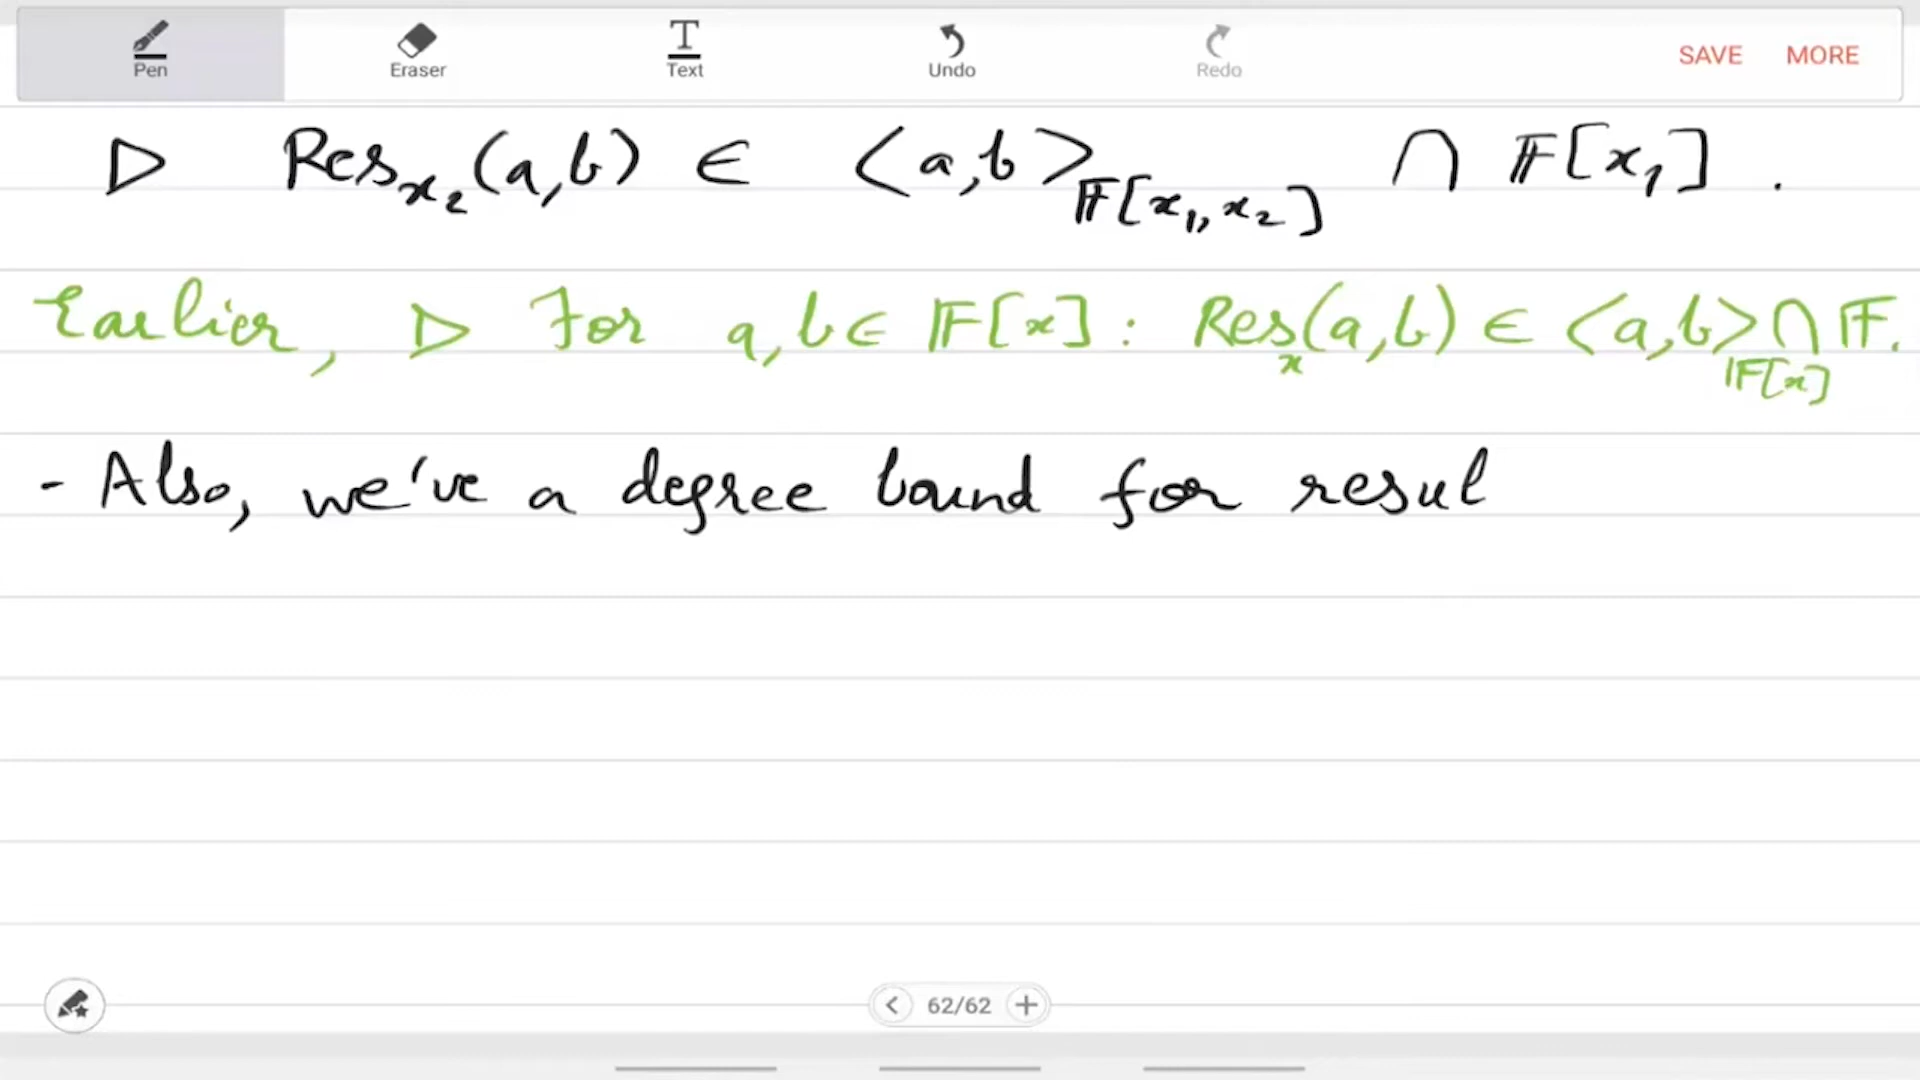 Pen Eraser Text Undo Redo SAVE MORE
▷ Res_{x_2}(a,b) ∈ <a,b>_{𝔽[x_1,x_2]} ∩ 𝔽[x_1] .
Earlier, ▷ For a,b ∈ 𝔽[x] : Res_x(a,b) ∈ <a,b>_{𝔽[x]} ∩ 𝔽.
- Also, we've a degree bound for resul
62/62